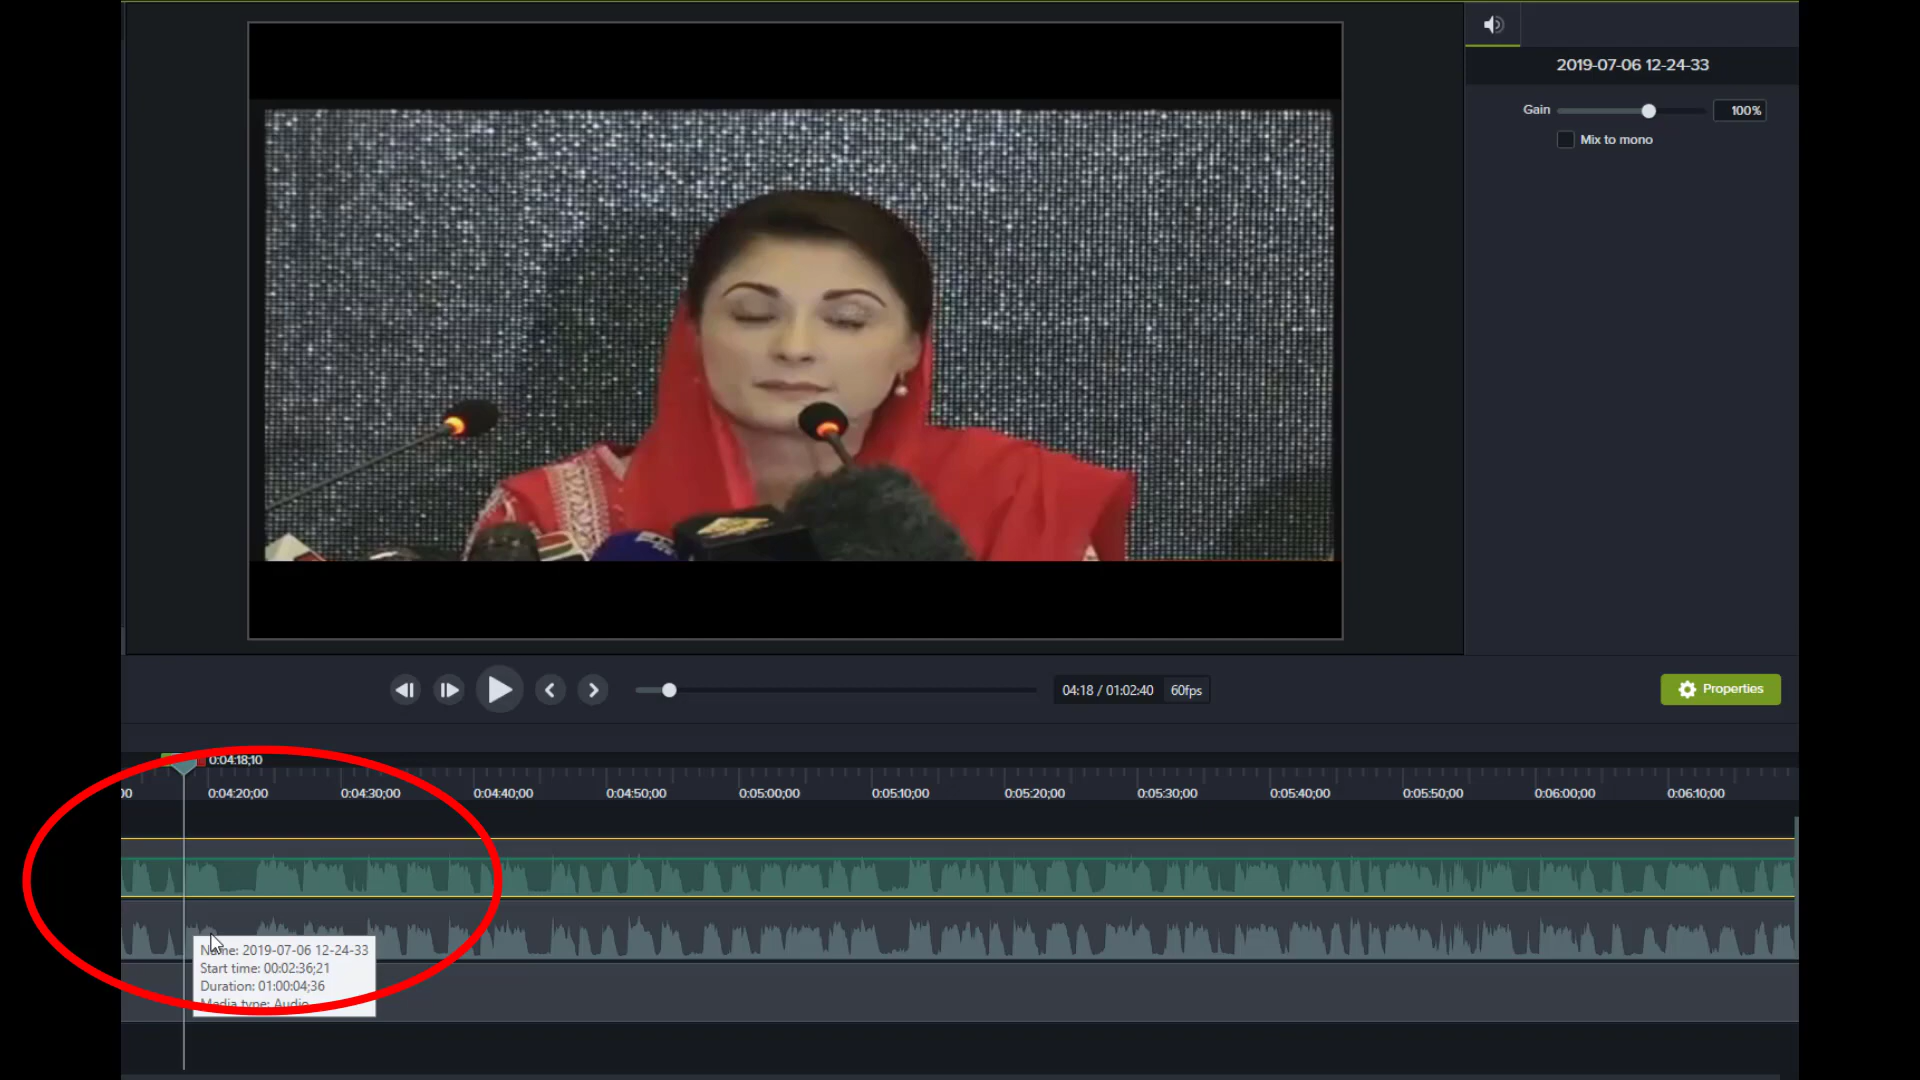 2019-07-06 12-24-33
Gain 100%
Mix to mono
04:18 / 01:02:40 60fps
Properties
0:04:18;10
00 0:04:20;00 0:04:30;00 0:04:40;00 0:04:50;00 0:05:00;00 0:05:10;00 0:05:20;00 0:05:30;00 0:05:40;00 0:05:50;00 0:06:00;00 0:06:10;00
Name: 2019-07-06 12-24-33
Start time: 00:02:36;21
Duration: 01:00:04;36
Media type: Audio